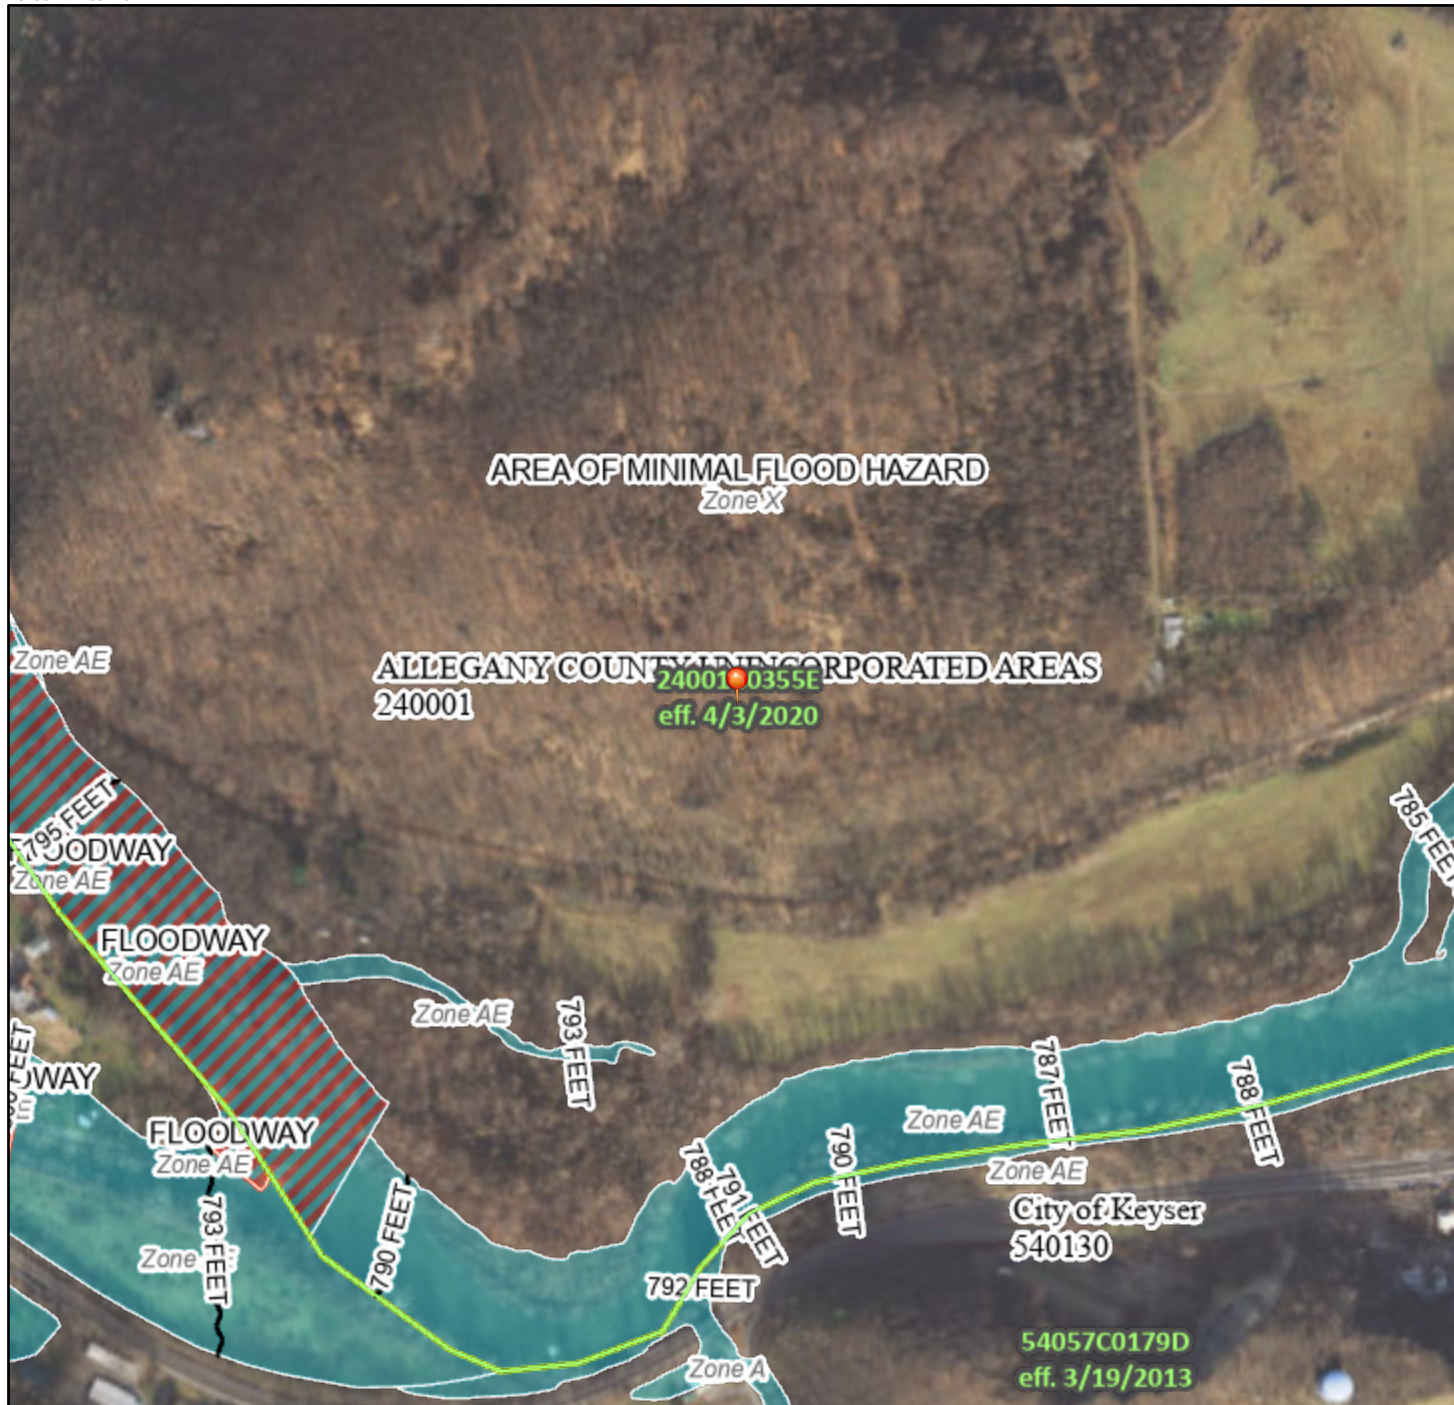 AREA OF MINIMAL FLOOD HAZARD
Zone X
Zone AE
ALLEGANY COUNTY UNINCORPORATED AREAS
240001
eff. 4/3/2020
795 FEET
785 FEET
FLOODWAY
Zone AE
FLOODWAY
Zone AE
Zone AE
793 FEET
787 FEET
788 FEET
Zone AE
FLOODWAY
Zone AE
790 FEET
788 FEET
791 FEET
Zone AE
793 FEET
790 FEET
City of Keyser
540130
Zone
792 FEET
54057C0179D
eff. 3/19/2013
Zone A